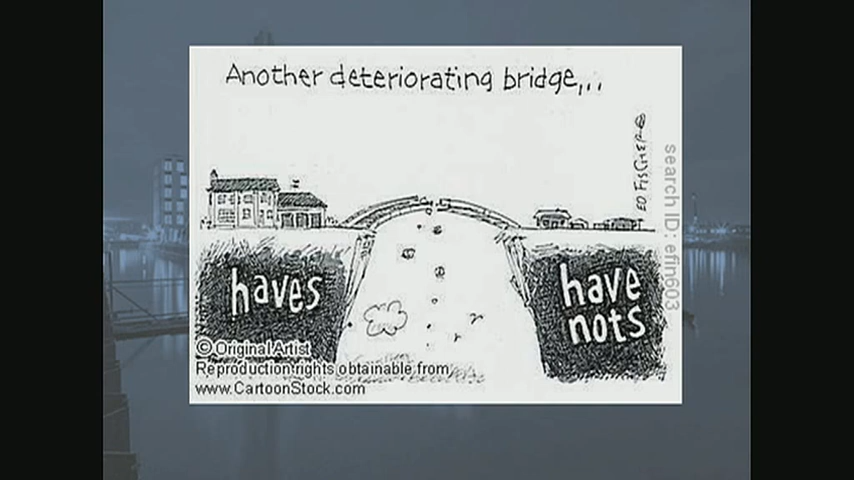 Another deteriorating bridge,..
ED FISCHER
search ID: efin603
haves
have
nots
© Original Artist
Reproduction rights obtainable from
www.CartoonStock.com